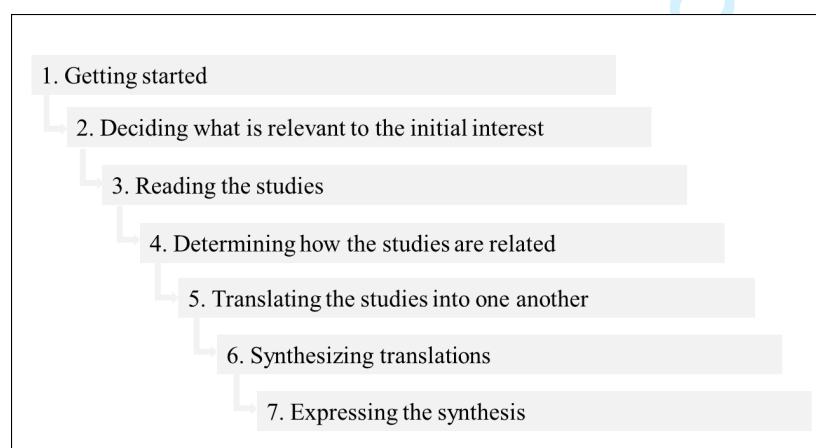 1. Getting started
2. Deciding what is relevant to the initial interest
3. Reading the studies
4. Determining how the studies are related
5. Translating the studies into one another
6. Synthesizing translations
7. Expressing the synthesis